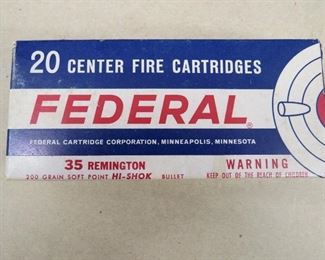 20 CENTER FIRE CARTRIDGES
FEDERAL®
FEDERAL CARTRIDGE CORPORATION, MINNEAPOLIS, MINNESOTA
35 REMINGTON WARNING
200 GRAIN SOFT POINT HI-SHOK BULLET KEEP OUT OF THE REACH OF CHILDREN